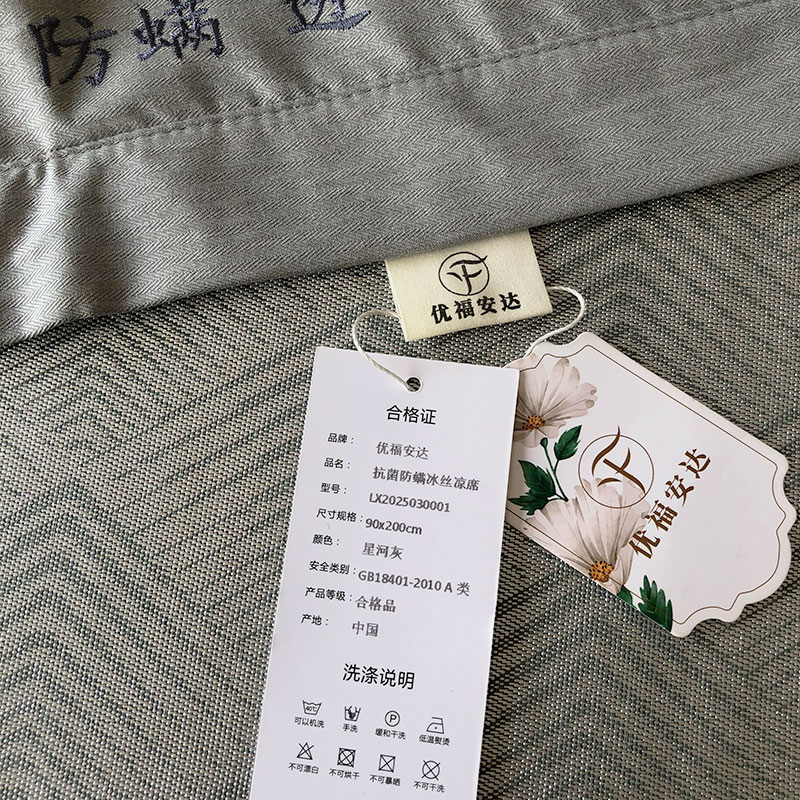 防螨 边
优福安达
合格证
品牌： 优福安达
品名： 抗菌防螨冰丝凉席
型号： LX2025030001
尺寸规格： 90x200cm
颜色： 星河灰
安全类别： GB18401-2010 A 类
产品等级： 合格品
产地： 中国
洗涤说明
40℃
可以机洗 手洗 缓和干洗 低温熨烫
P
不可漂白 不可烘干 不可暴晒 不可干洗
优福安达